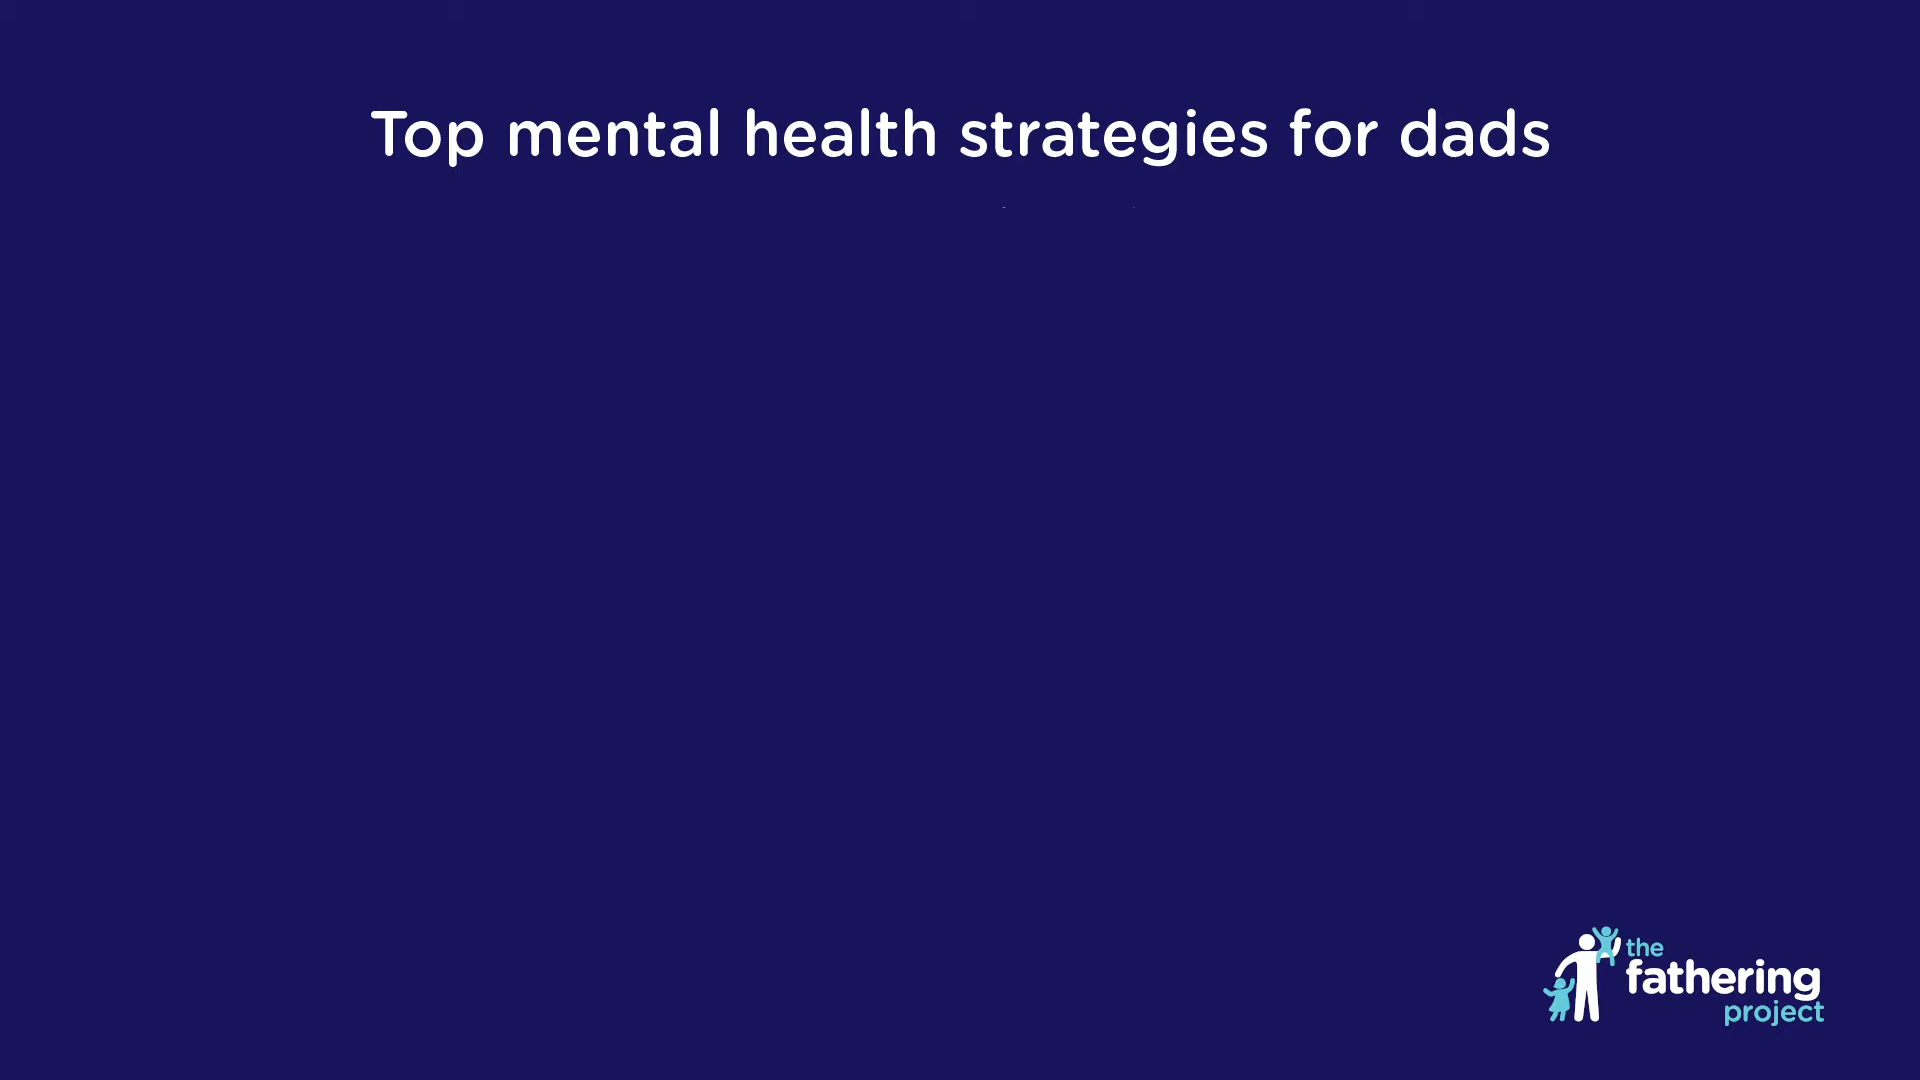 Top mental health strategies for dads
the
fathering
project